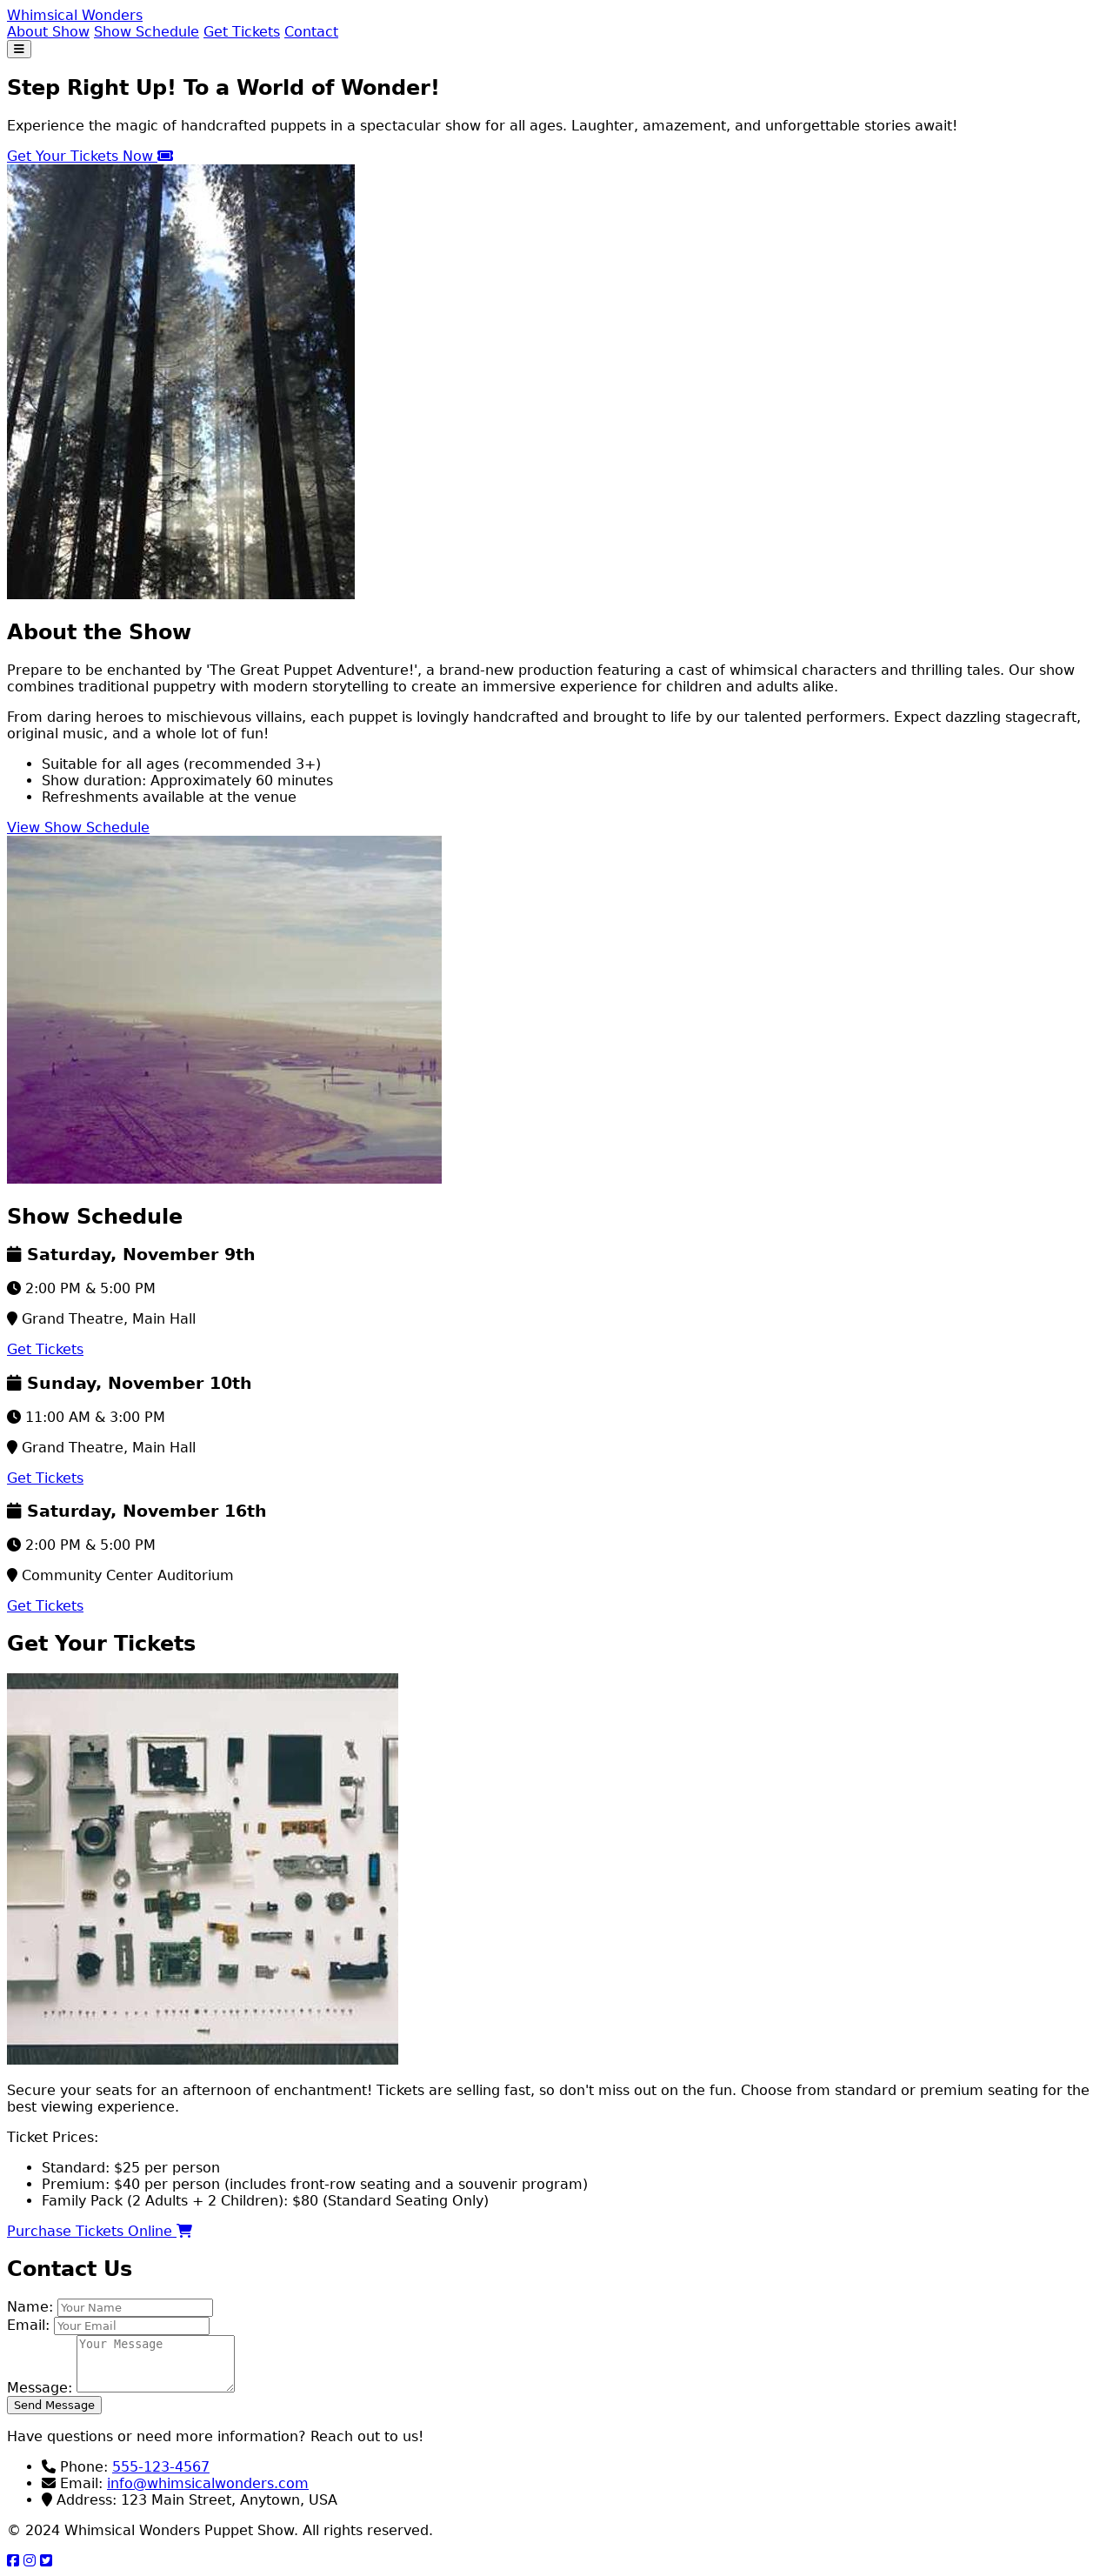 Whimsical Wonders
About Show Show Schedule Get Tickets Contact
Step Right Up! To a World of Wonder!
Experience the magic of handcrafted puppets in a spectacular show for all ages. Laughter, amazement, and unforgettable stories await!
Get Your Tickets Now
About the Show
Prepare to be enchanted by 'The Great Puppet Adventure!', a brand-new production featuring a cast of whimsical characters and thrilling tales. Our show
combines traditional puppetry with modern storytelling to create an immersive experience for children and adults alike.
From daring heroes to mischievous villains, each puppet is lovingly handcrafted and brought to life by our talented performers. Expect dazzling stagecraft,
original music, and a whole lot of fun!
• Suitable for all ages (recommended 3+)
• Show duration: Approximately 60 minutes
• Refreshments available at the venue
View Show Schedule
Show Schedule
Saturday, November 9th
2:00 PM & 5:00 PM
Grand Theatre, Main Hall
Get Tickets
Sunday, November 10th
11:00 AM & 3:00 PM
Grand Theatre, Main Hall
Get Tickets
Saturday, November 16th
2:00 PM & 5:00 PM
Community Center Auditorium
Get Tickets
Get Your Tickets
Secure your seats for an afternoon of enchantment! Tickets are selling fast, so don't miss out on the fun. Choose from standard or premium seating for the
best viewing experience.
Ticket Prices:
• Standard: $25 per person
• Premium: $40 per person (includes front-row seating and a souvenir program)
• Family Pack (2 Adults + 2 Children): $80 (Standard Seating Only)
Purchase Tickets Online
Contact Us
Name: Your Name
Email: Your Email
Your Message
Message:
Send Message
Have questions or need more information? Reach out to us!
• Phone: 555-123-4567
• Email: info@whimsicalwonders.com
• Address: 123 Main Street, Anytown, USA
© 2024 Whimsical Wonders Puppet Show. All rights reserved.